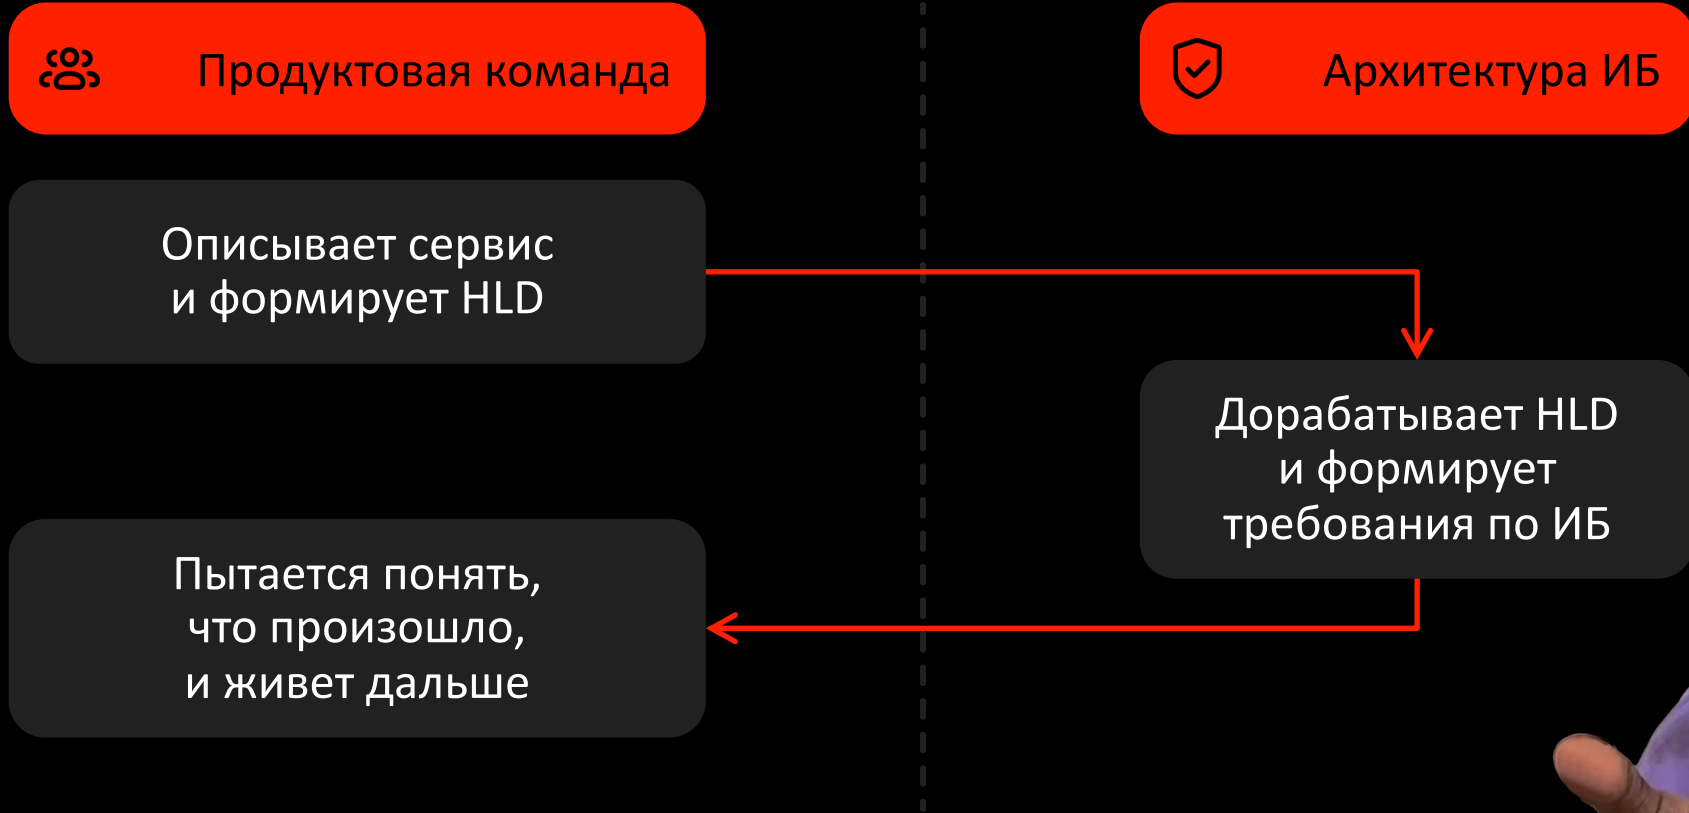 Продуктовая команда
Архитектура ИБ
Описывает сервис
и формирует HLD
Дорабатывает HLD
и формирует
требования по ИБ
Пытается понять,
что произошло,
и живет дальше